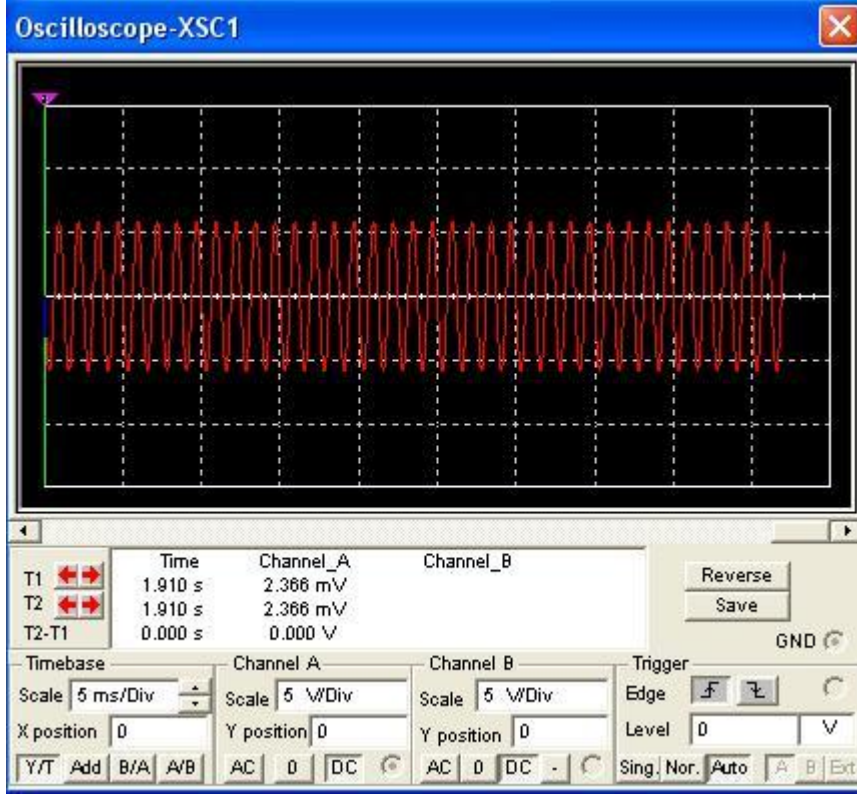 Oscilloscope-XSC1
Time Channel_A Channel_B
T1 1.910 s 2.366 mV
T2 1.910 s 2.366 mV
T2-T1 0.000 s 0.000 V
Reverse
Save
GND
Timebase
Scale 5 ms/Div
X position 0
Y/T Add B/A A/B
Channel A
Scale 5 V/Div
Y position 0
AC 0 DC
Channel B
Scale 5 V/Div
Y position 0
AC 0 DC -
Trigger
Edge
Level 0 V
Sing. Nor. Auto A B Ext